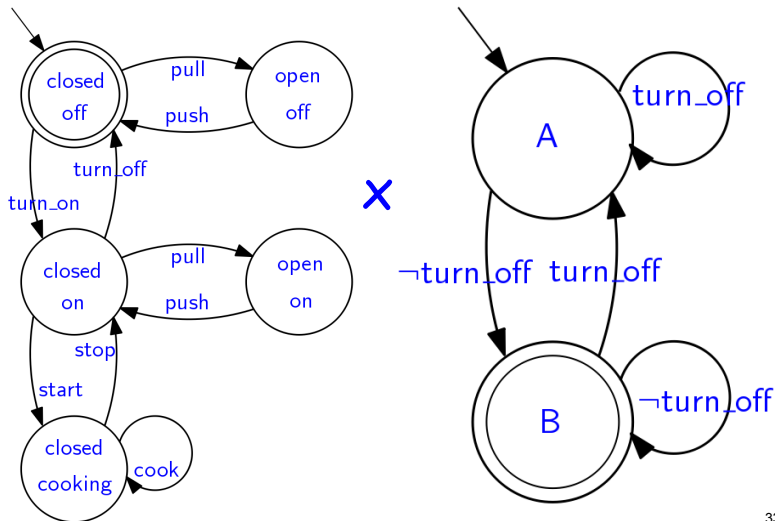 closed
off
pull
push
open
off
turn_off
turn_on
closed
on
pull
push
open
on
stop
start
closed
cooking
cook
×
A
turn_off
¬turn_off
turn_off
B
¬turn_off